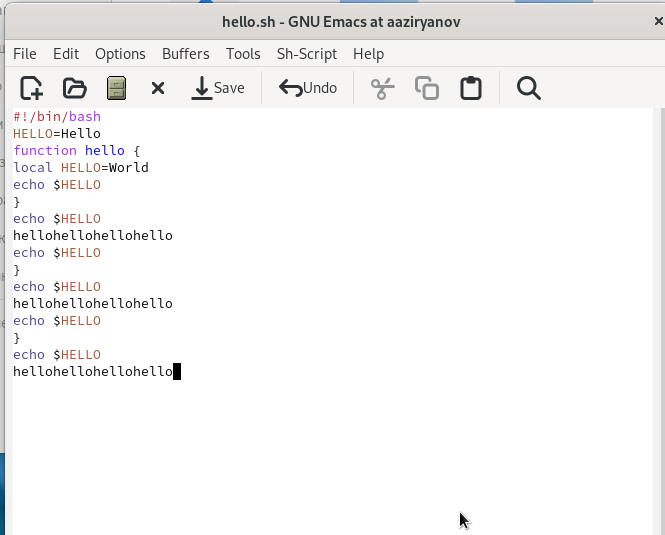 hello.sh - GNU Emacs at aaziryanov
File Edit Options Buffers Tools Sh-Script Help
Save Undo
#!/bin/bash
HELLO=Hello
function hello {
local HELLO=World
echo $HELLO
}
echo $HELLO
hellohellohellohello
echo $HELLO
}
echo $HELLO
hellohellohellohello
echo $HELLO
}
echo $HELLO
hellohellohellohello